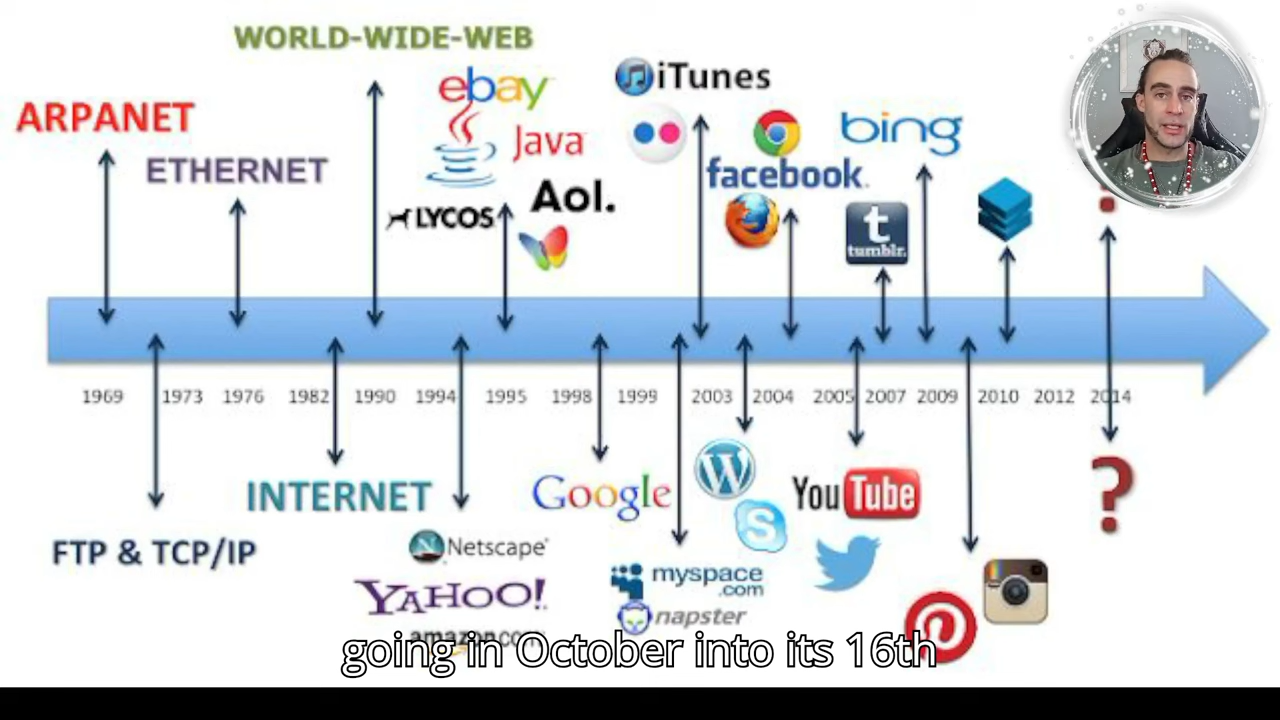 WORLD-WIDE-WEB
ebay
iTunes
ARPANET
Java
bing
ETHERNET
facebook
Aol.
LYCOS
t
tumblr.
1969 1973 1976 1982 1990 1994 1995 1998 1999 2003 2004 2005 2007 2009 2010 2012 2014
W
INTERNET
Google
YouTube
?
S
FTP & TCP/IP
Netscape
myspace
.com
YAHOO!
napster
amazon.com
going in October into its 16th